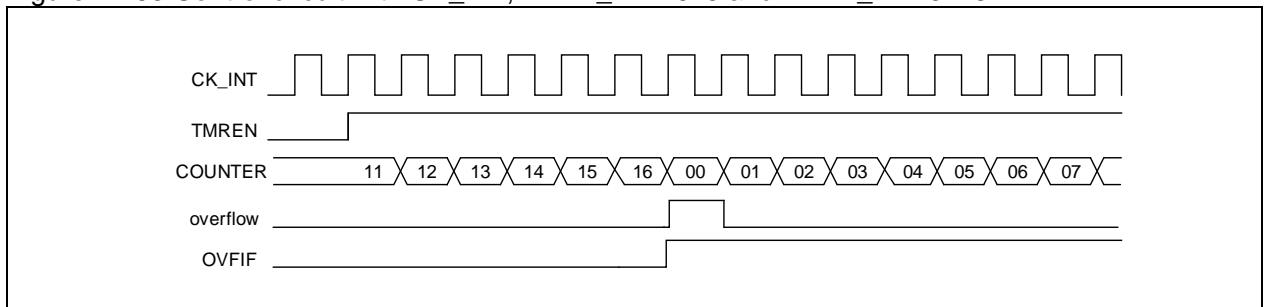 CK_INT
TMREN
COUNTER 11 12 13 14 15 16 00 01 02 03 04 05 06 07
overflow
OVFIF